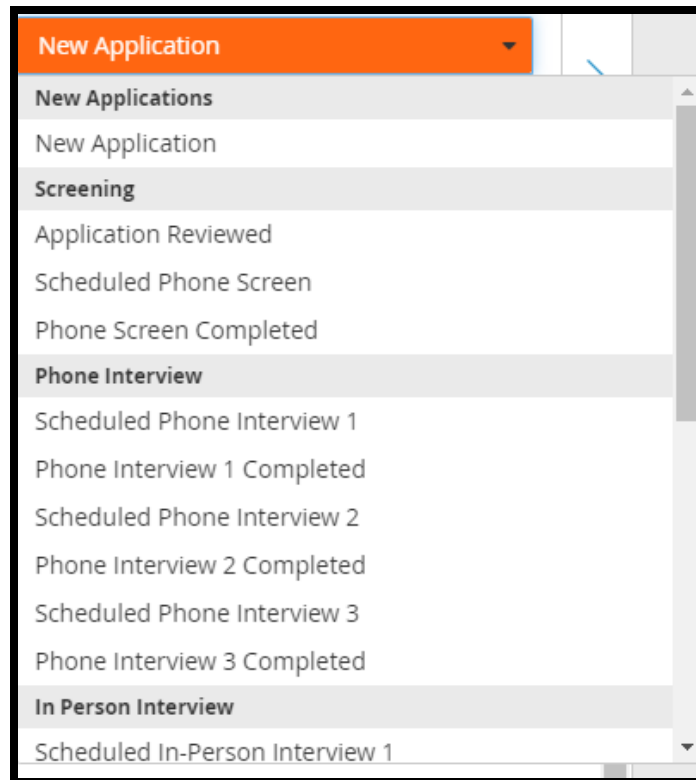 New Application
New Applications
New Application
Screening
Application Reviewed
Scheduled Phone Screen
Phone Screen Completed
Phone Interview
Scheduled Phone Interview 1
Phone Interview 1 Completed
Scheduled Phone Interview 2
Phone Interview 2 Completed
Scheduled Phone Interview 3
Phone Interview 3 Completed
In Person Interview
Scheduled In-Person Interview 1